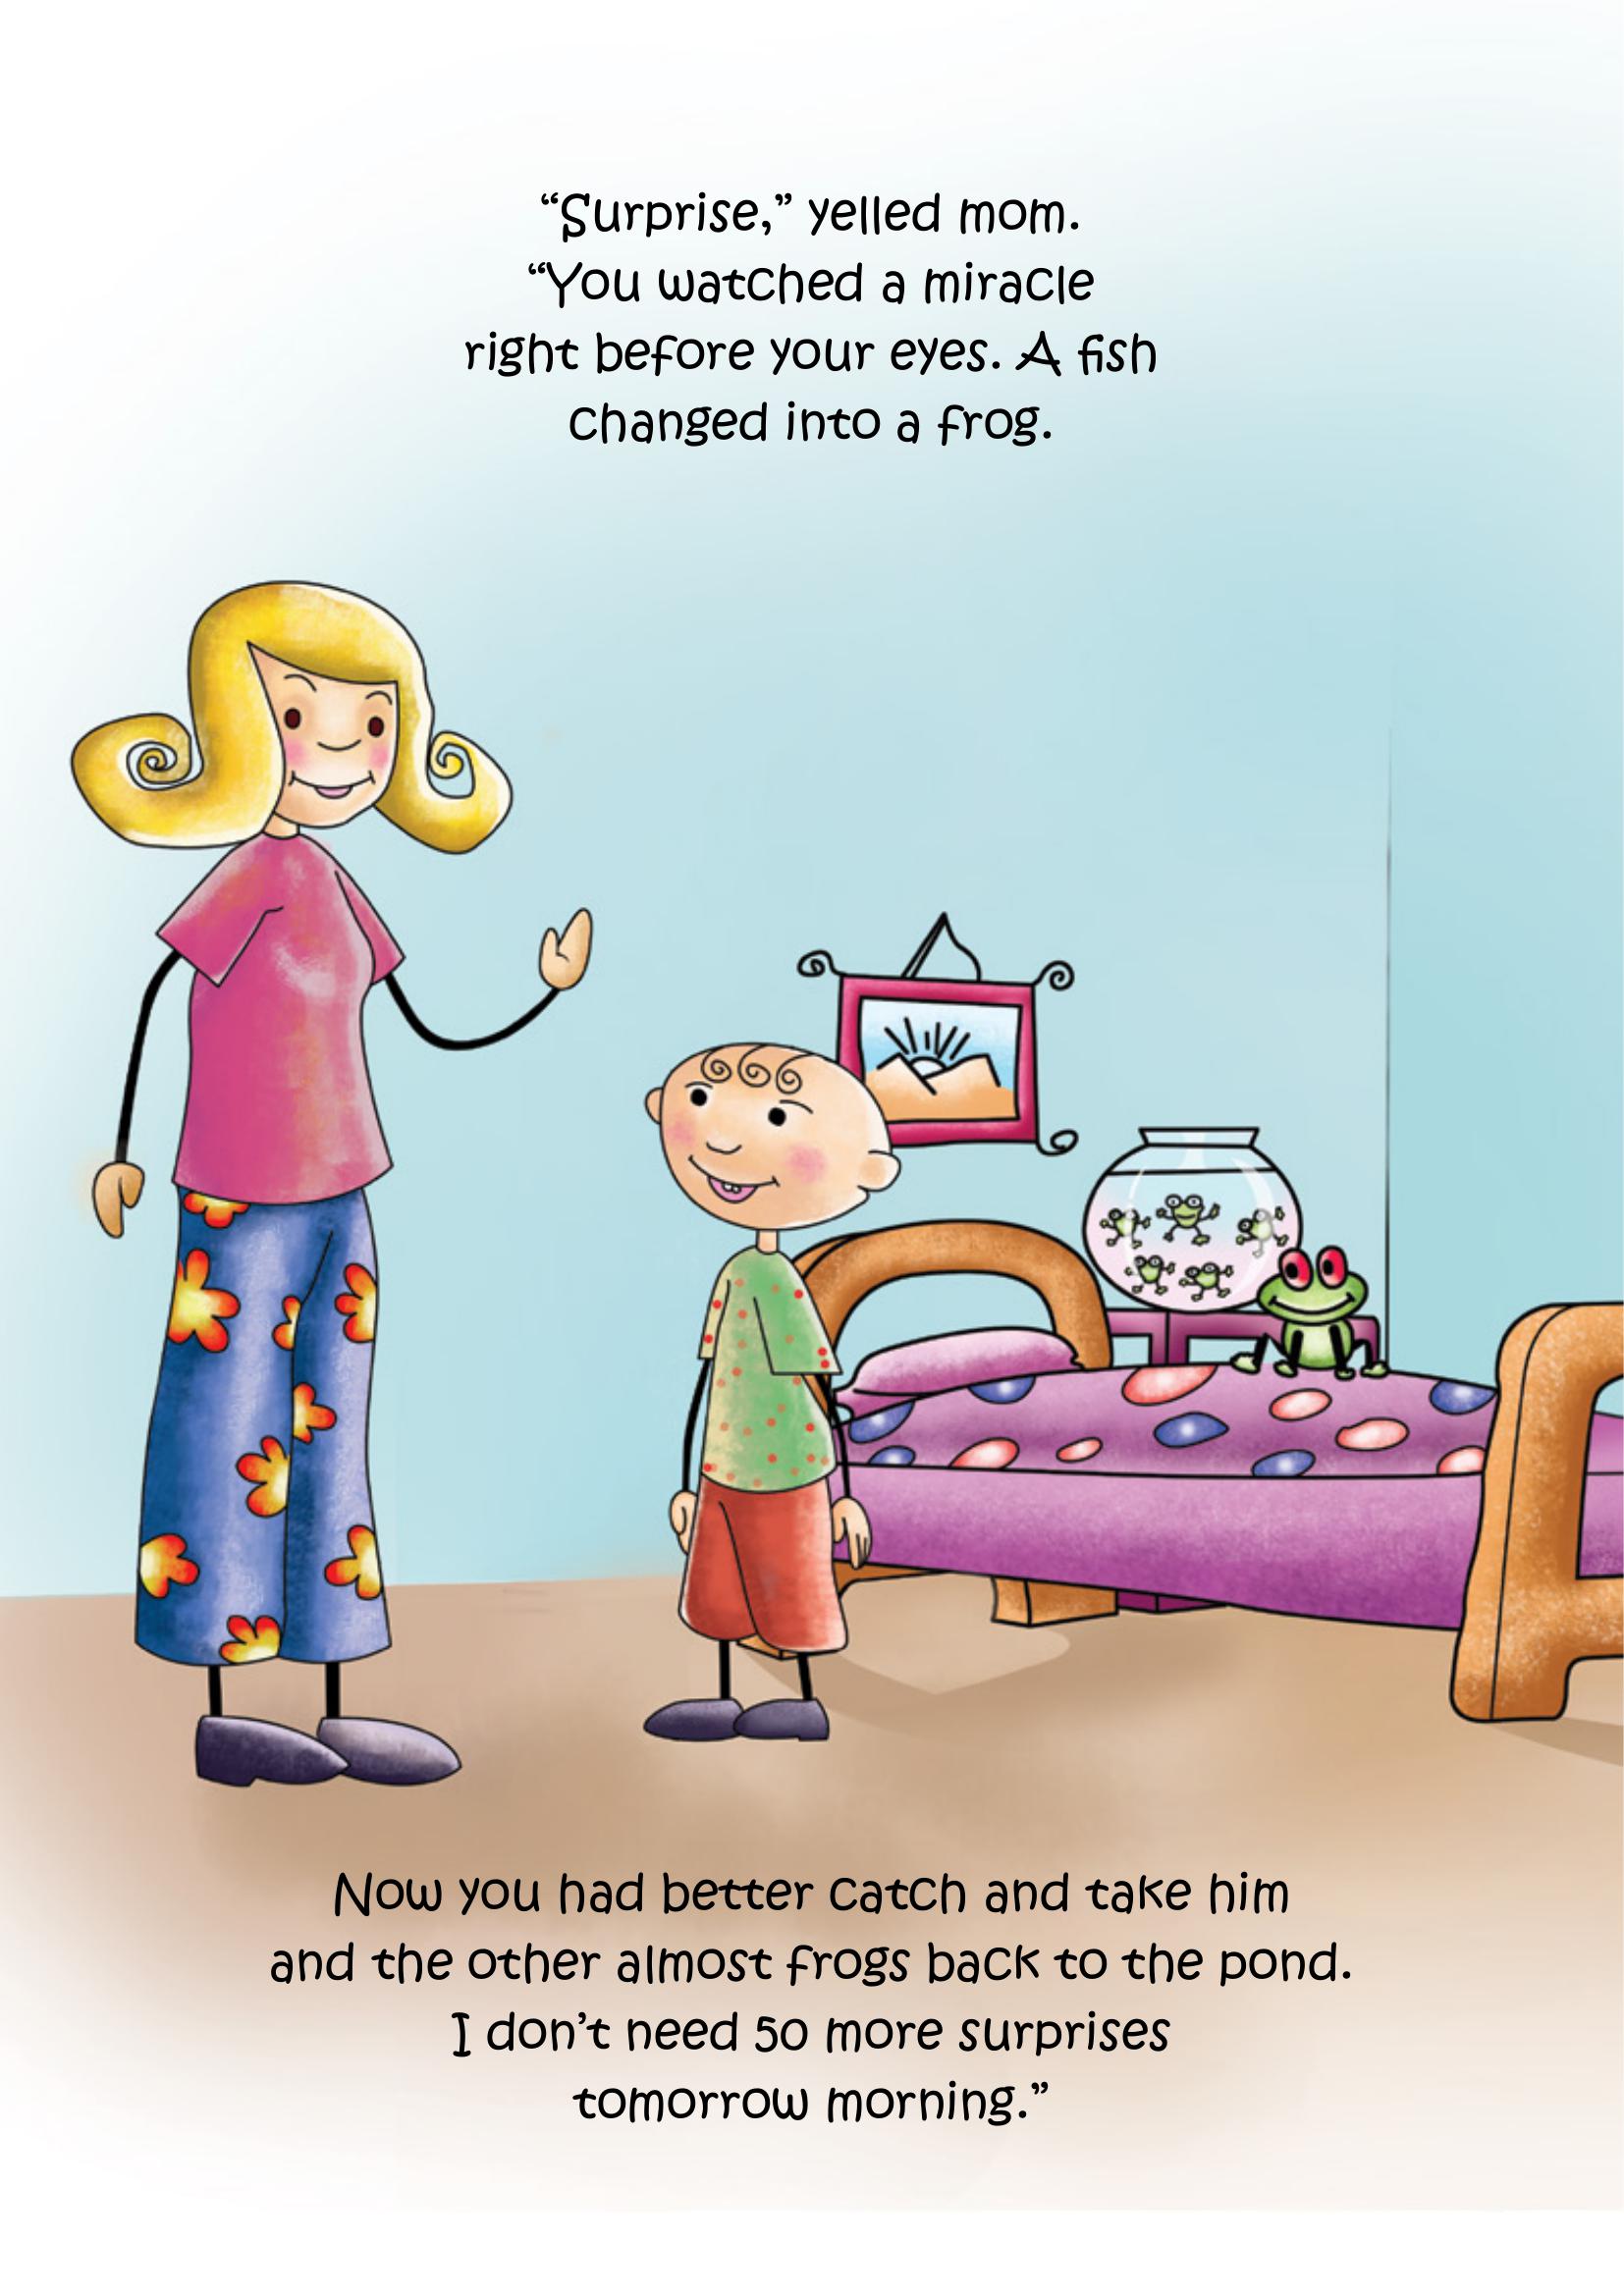 “Surprise,” yelled mom.
“You watched a miracle
right before your eyes. A fish
changed into a frog.
Now you had better catch and take him
and the other almost frogs back to the pond.
I don’t need 50 more surprises
tomorrow morning.”